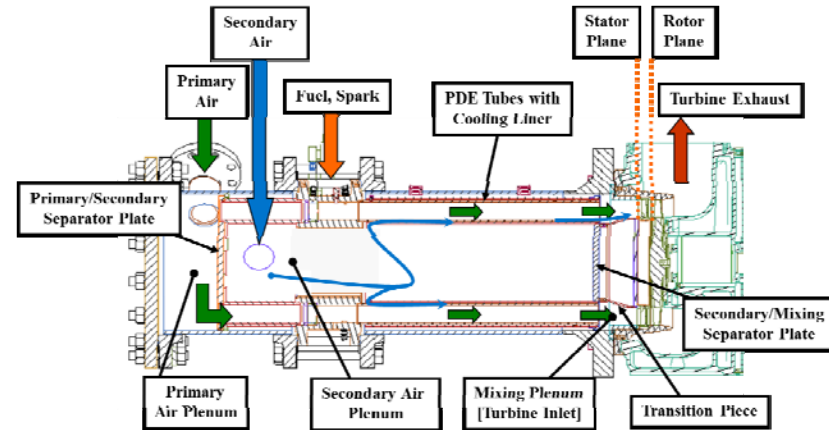 Secondary
Air
Stator
Plane
Rotor
Plane
Primary
Air
Fuel, Spark
PDE Tubes with
Cooling Liner
Turbine Exhaust
Primary/Secondary
Separator Plate
Secondary/Mixing
Separator Plate
Primary
Air Plenum
Secondary Air
Plenum
Mixing Plenum
[Turbine Inlet]
Transition Piece